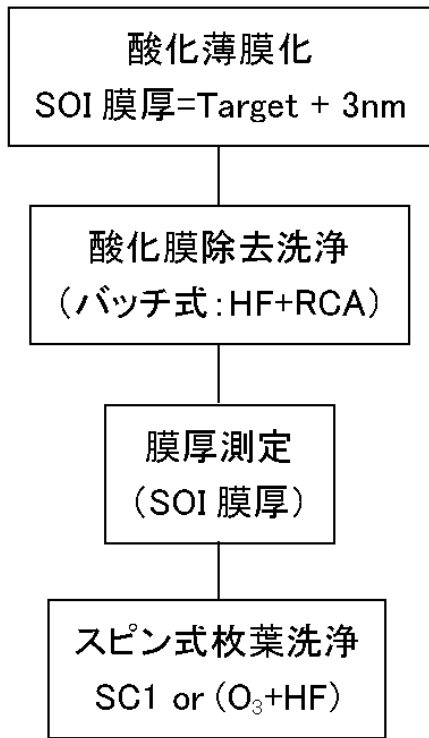 酸化薄膜化
SOI 膜厚=Target + 3nm
酸化膜除去洗浄
(バッチ式:HF+RCA)
膜厚測定
(SOI 膜厚)
スピン式枚葉洗浄
SC1 or (O₃+HF)